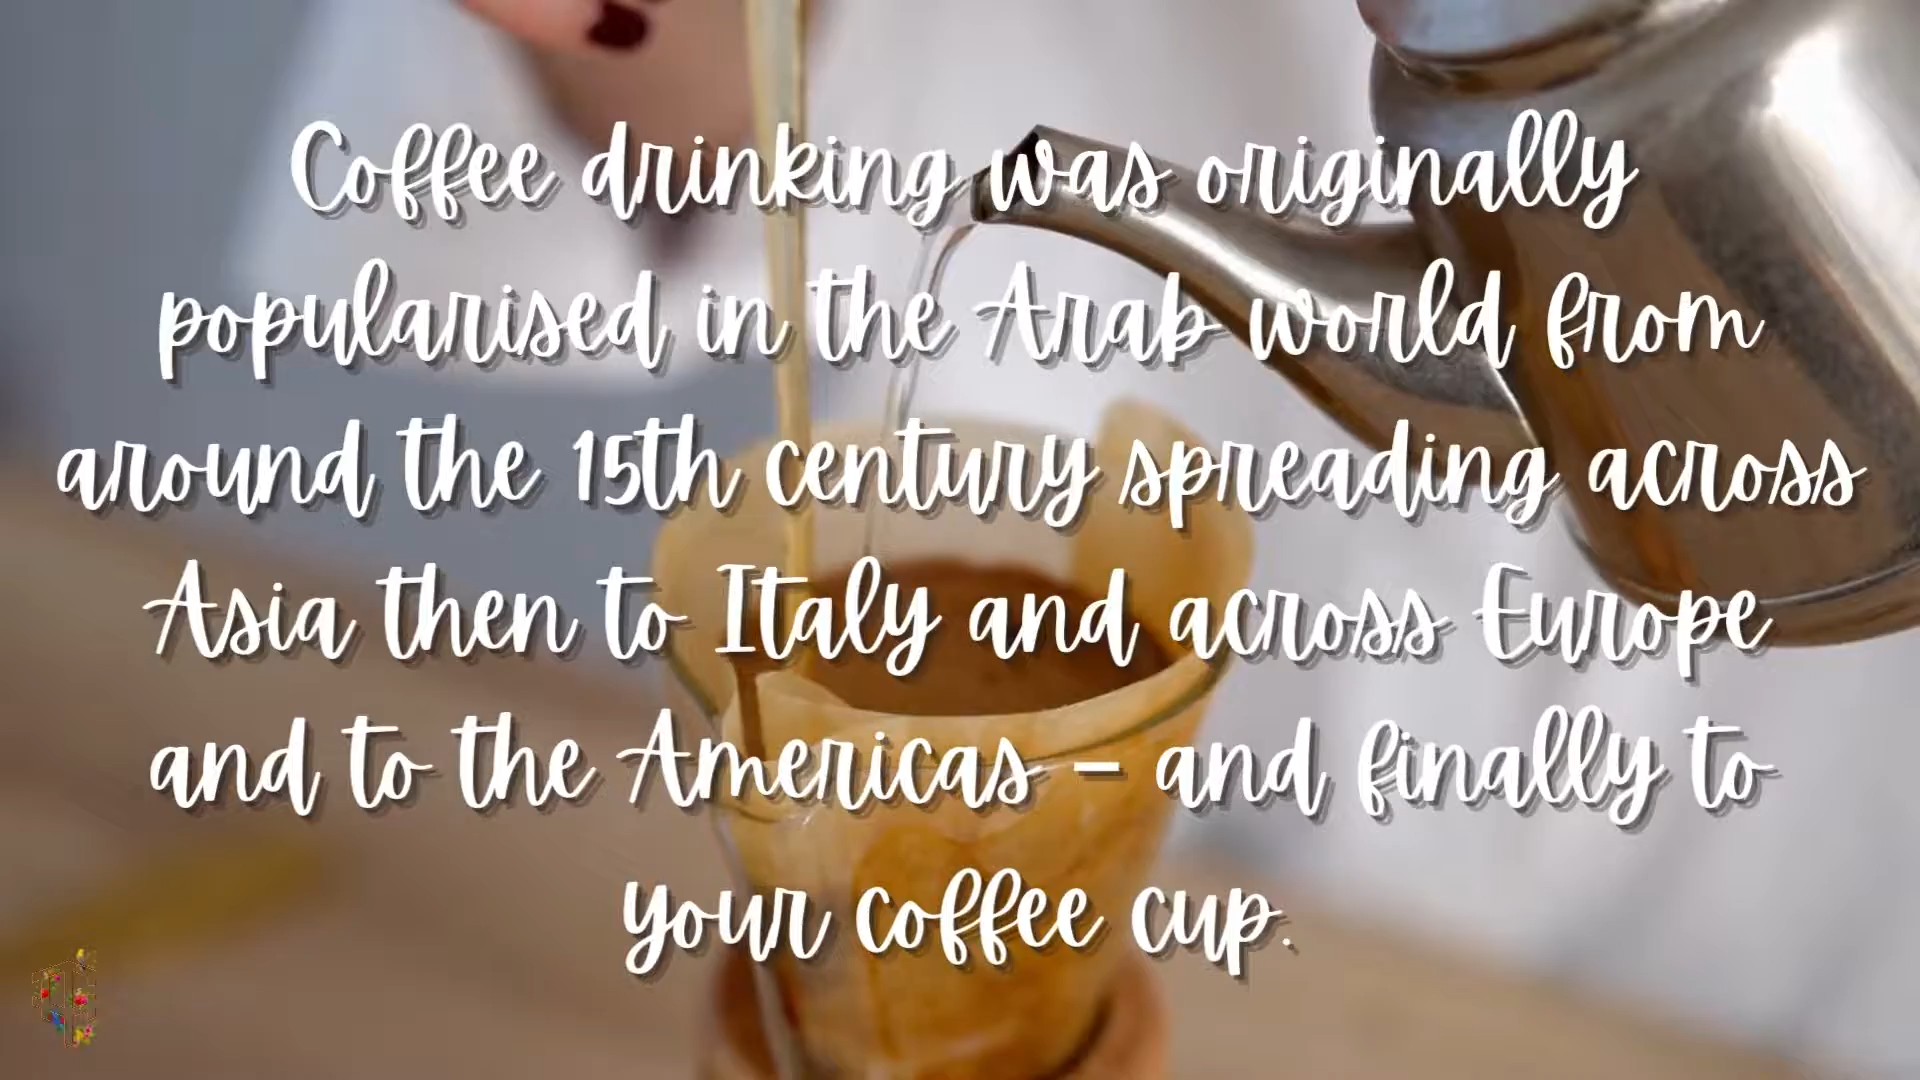 Coffee drinking was originally
popularised in the Arab world from
around the 15th century spreading across
Asia then to Italy and across Europe
and to the Americas – and finally to
your coffee cup.